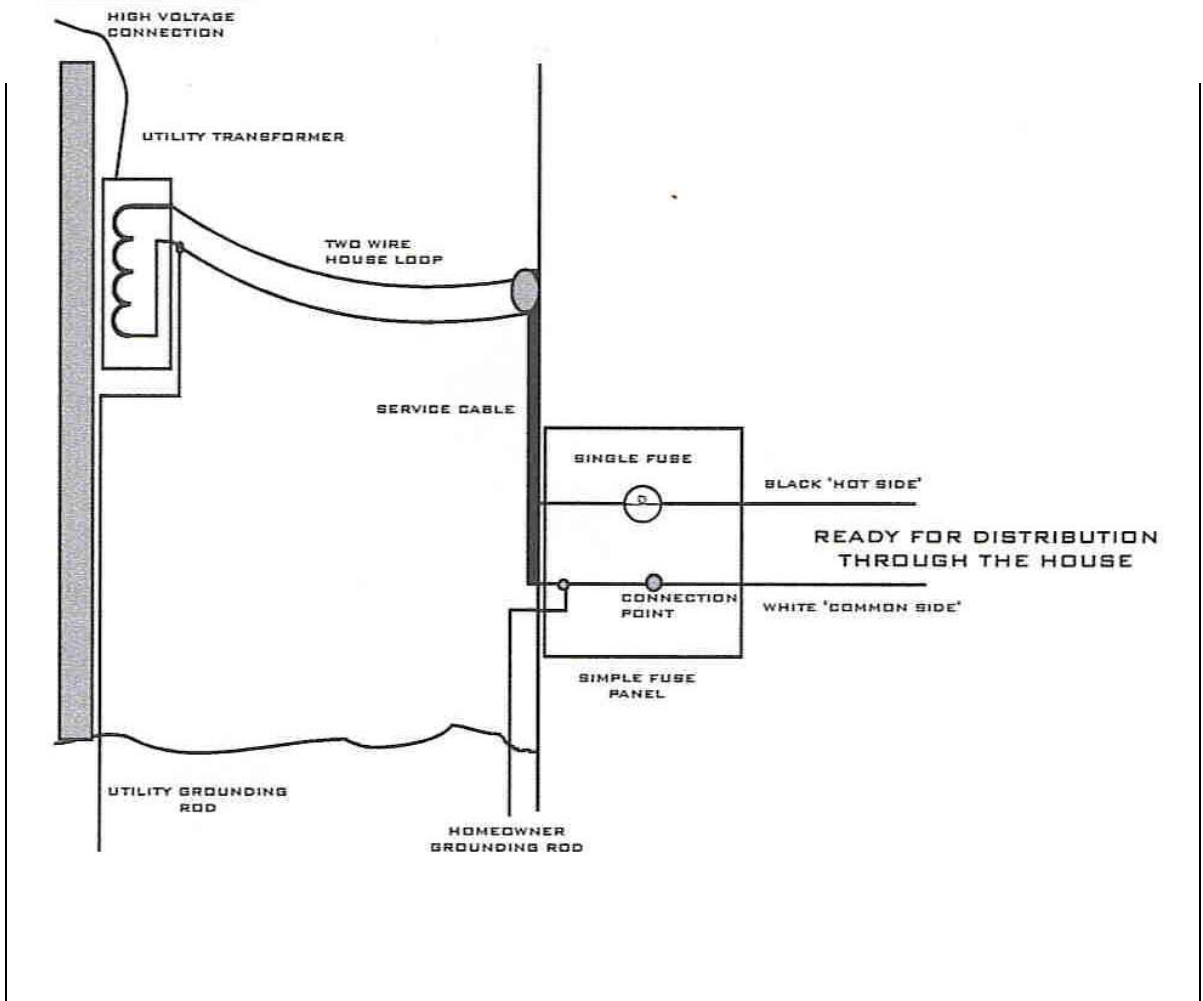 HIGH VOLTAGE
CONNECTION
UTILITY TRANSFORMER
TWO WIRE
HOUSE LOOP
SERVICE CABLE
SINGLE FUSE
D
BLACK 'HOT SIDE'
READY FOR DISTRIBUTION
THROUGH THE HOUSE
CONNECTION
POINT
WHITE 'COMMON SIDE'
SIMPLE FUSE
PANEL
UTILITY GROUNDING
ROD
HOMEOWNER
GROUNDING ROD